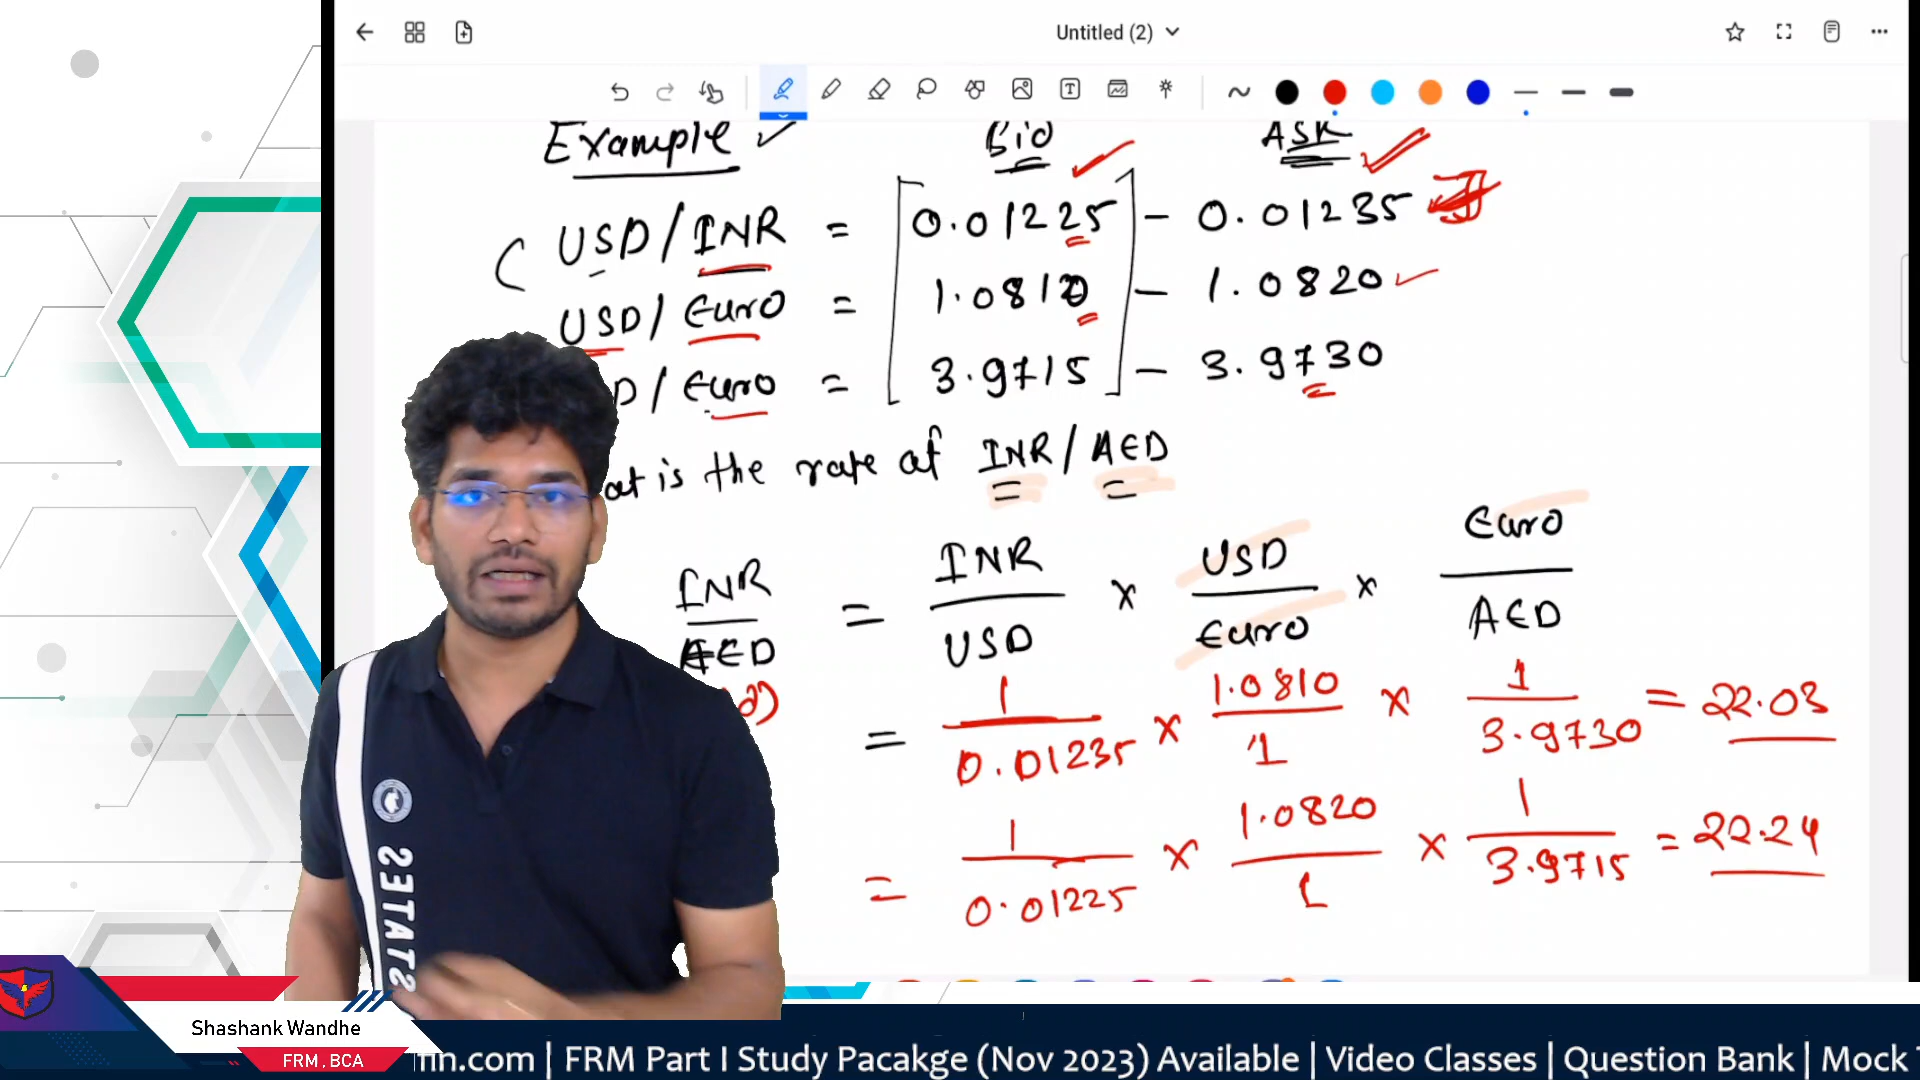 Untitled (2)
Example ✓ Bid ASK
USD/INR = 0.01225 - 0.01235
USD/Euro = 1.0810 - 1.0820
D/Euro = 3.9715 - 3.9730
at is the rate of INR/AED
INR/AED = INR/USD x USD/Euro x Euro/AED
= 1/0.01235 x 1.0810/1 x 1/3.9730 = 22.03
= 1/0.01225 x 1.0820/1 x 1/3.9715 = 22.24
STATES
Shashank Wandhe
FRM, BCA
fin.com | FRM Part I Study Pacakge (Nov 2023) Available | Video Classes | Question Bank | Mock